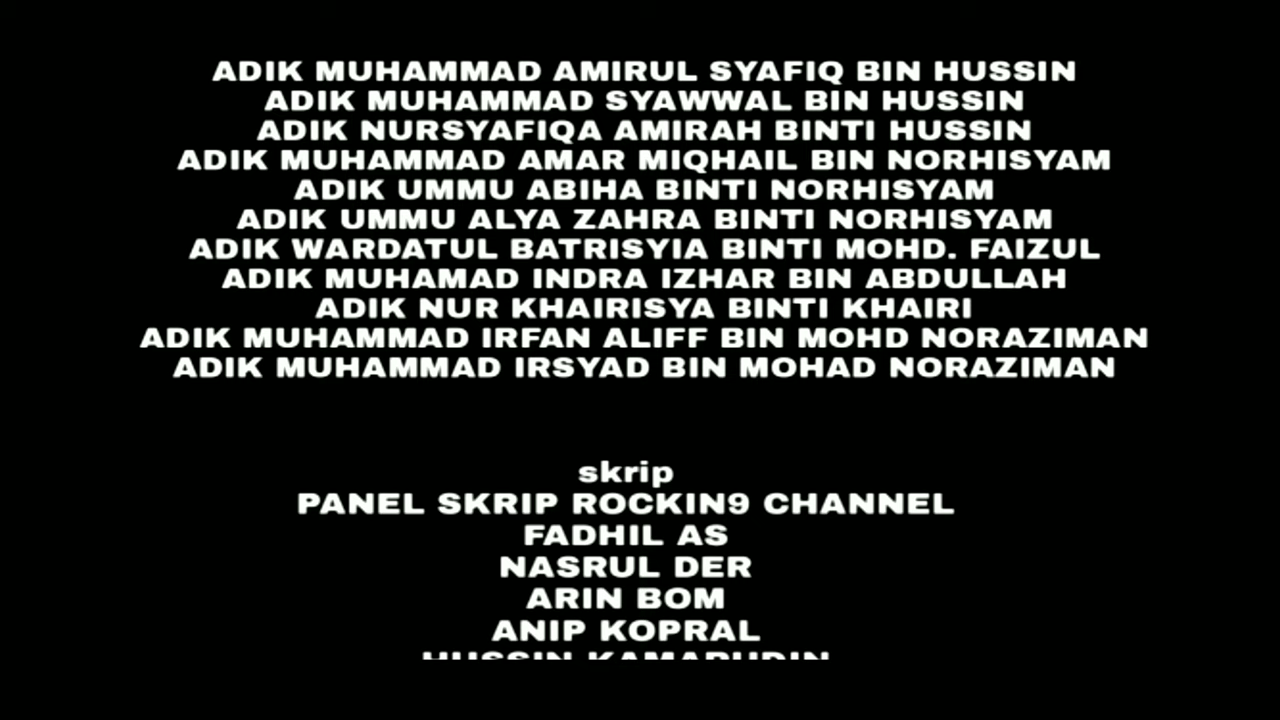 ADIK MUHAMMAD AMIRUL SYAFIQ BIN HUSSIN
ADIK MUHAMMAD SYAWWAL BIN HUSSIN
ADIK NURSYAFIQA AMIRAH BINTI HUSSIN
ADIK MUHAMMAD AMAR MIQHAIL BIN NORHISYAM
ADIK UMMU ABIHA BINTI NORHISYAM
ADIK UMMU ALYA ZAHRA BINTI NORHISYAM
ADIK WARDATUL BATRISYIA BINTI MOHD. FAIZUL
ADIK MUHAMAD INDRA IZHAR BIN ABDULLAH
ADIK NUR KHAIRISYA BINTI KHAIRI
ADIK MUHAMMAD IRFAN ALIFF BIN MOHD NORAZIMAN
ADIK MUHAMMAD IRSYAD BIN MOHAD NORAZIMAN
skrip
PANEL SKRIP ROCKIN9 CHANNEL
FADHIL AS
NASRUL DER
ARIN BOM
ANIP KOPRAL
HUSSIN KAMARUDIN